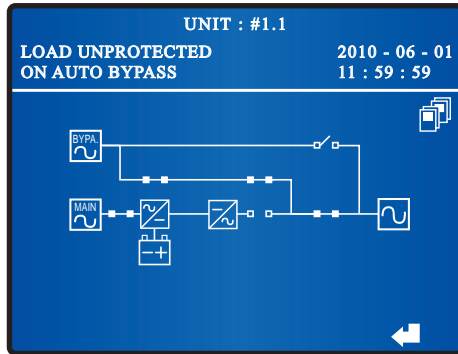 UNIT : #1.1
LOAD UNPROTECTED
2010 - 06 - 01
ON AUTO BYPASS
11 : 59 : 59
BYPA.
MAIN